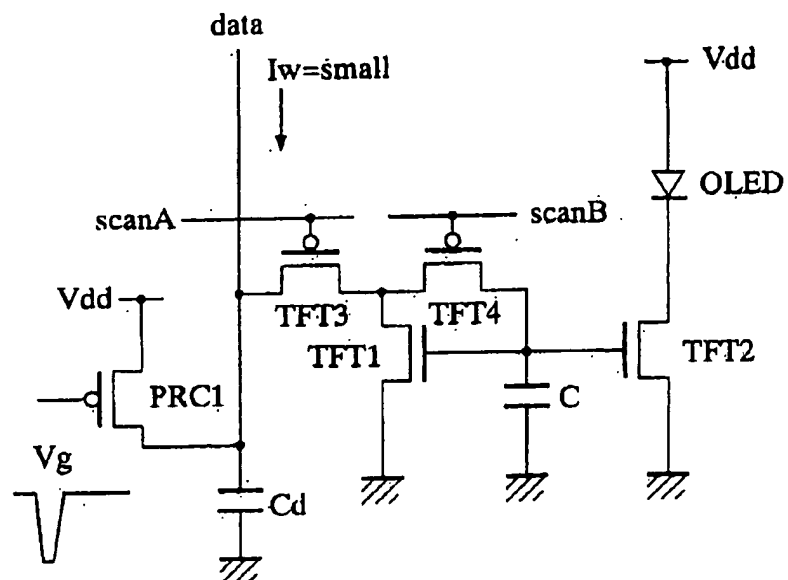 data
Iw=small
Vdd
OLED
scanA
scanB
Vdd
TFT3
TFT4
TFT1
TFT2
PRC1
C
Vg
Cd